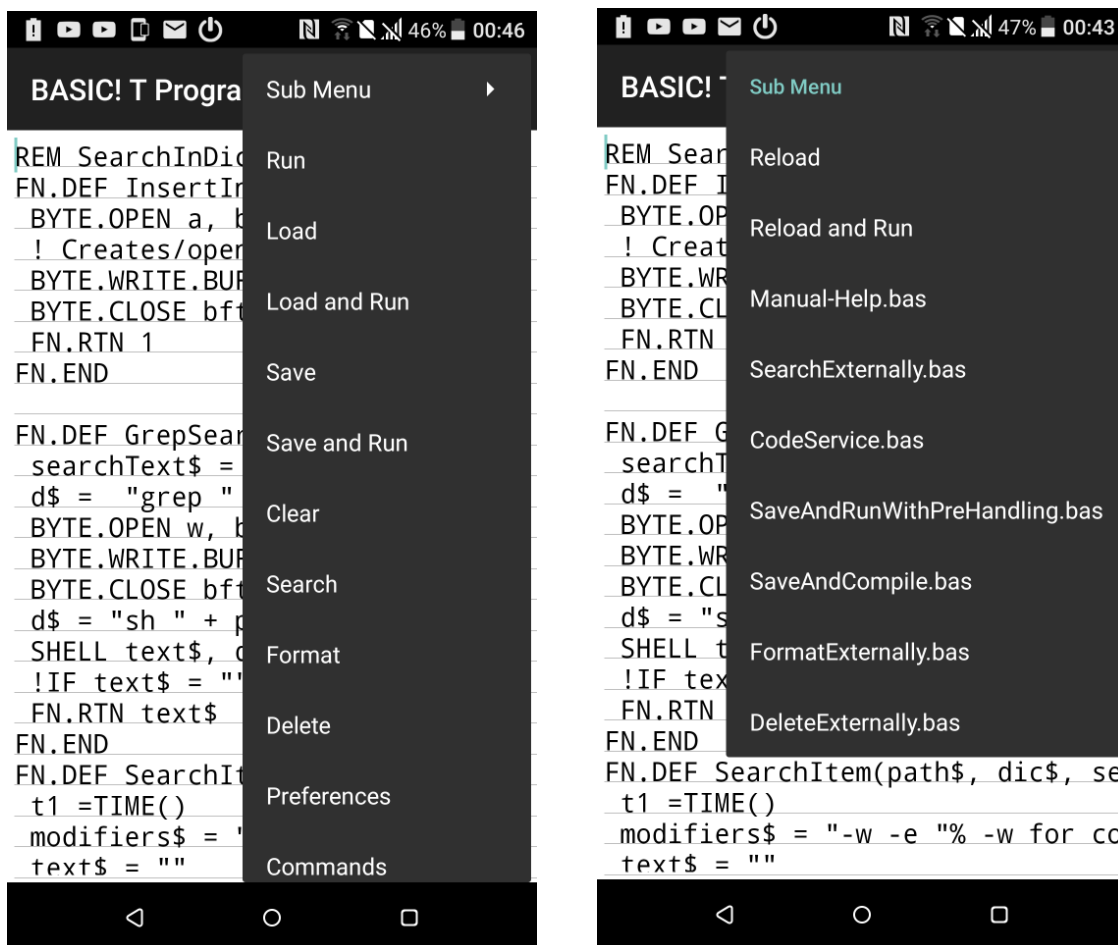 46% 00:46
BASIC! T Progra
Sub Menu
Run
Load
Load and Run
Save
Save and Run
Clear
Search
Format
Delete
Preferences
Commands
REM SearchInDic
FN.DEF InsertIn
BYTE.OPEN a, b
! Creates/open
BYTE.WRITE.BUF
BYTE.CLOSE bft
FN.RTN 1
FN.END
FN.DEF GrepSear
searchText$ =
d$ =  "grep "
BYTE.OPEN w, b
BYTE.WRITE.BUF
BYTE.CLOSE bft
d$ = "sh " + p
SHELL text$, d
!IF text$ = ""
FN.RTN text$
FN.END
FN.DEF SearchIt
t1 =TIME()
modifiers$ = "
text$ = ""
47% 00:43
BASIC! T
Sub Menu
Reload
Reload and Run
Manual-Help.bas
SearchExternally.bas
CodeService.bas
SaveAndRunWithPreHandling.bas
SaveAndCompile.bas
FormatExternally.bas
DeleteExternally.bas
REM Sear
FN.DEF I
BYTE.OP
! Creat
BYTE.WR
BYTE.CL
FN.RTN
FN.END
FN.DEF G
searchT
d$ =  "
BYTE.OP
BYTE.WR
BYTE.CL
d$ = "s
SHELL t
!IF tex
FN.RTN
FN.END
FN.DEF SearchItem(path$, dic$, se
t1 =TIME()
modifiers$ = "-w -e "% -w for co
text$ = ""